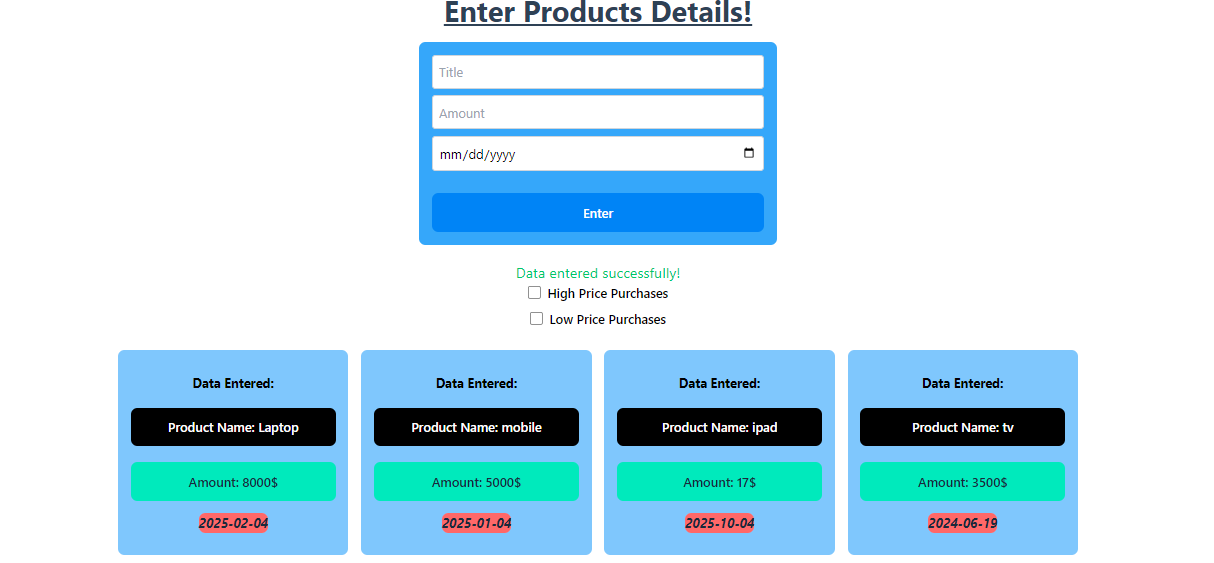 Enter Products Details!
Title
Amount
mm/dd/yyyy
Enter
Data entered successfully!
High Price Purchases
Low Price Purchases
Data Entered:
Product Name: Laptop
Amount: 8000$
2025-02-04
Data Entered:
Product Name: mobile
Amount: 5000$
2025-01-04
Data Entered:
Product Name: ipad
Amount: 17$
2025-10-04
Data Entered:
Product Name: tv
Amount: 3500$
2024-06-19